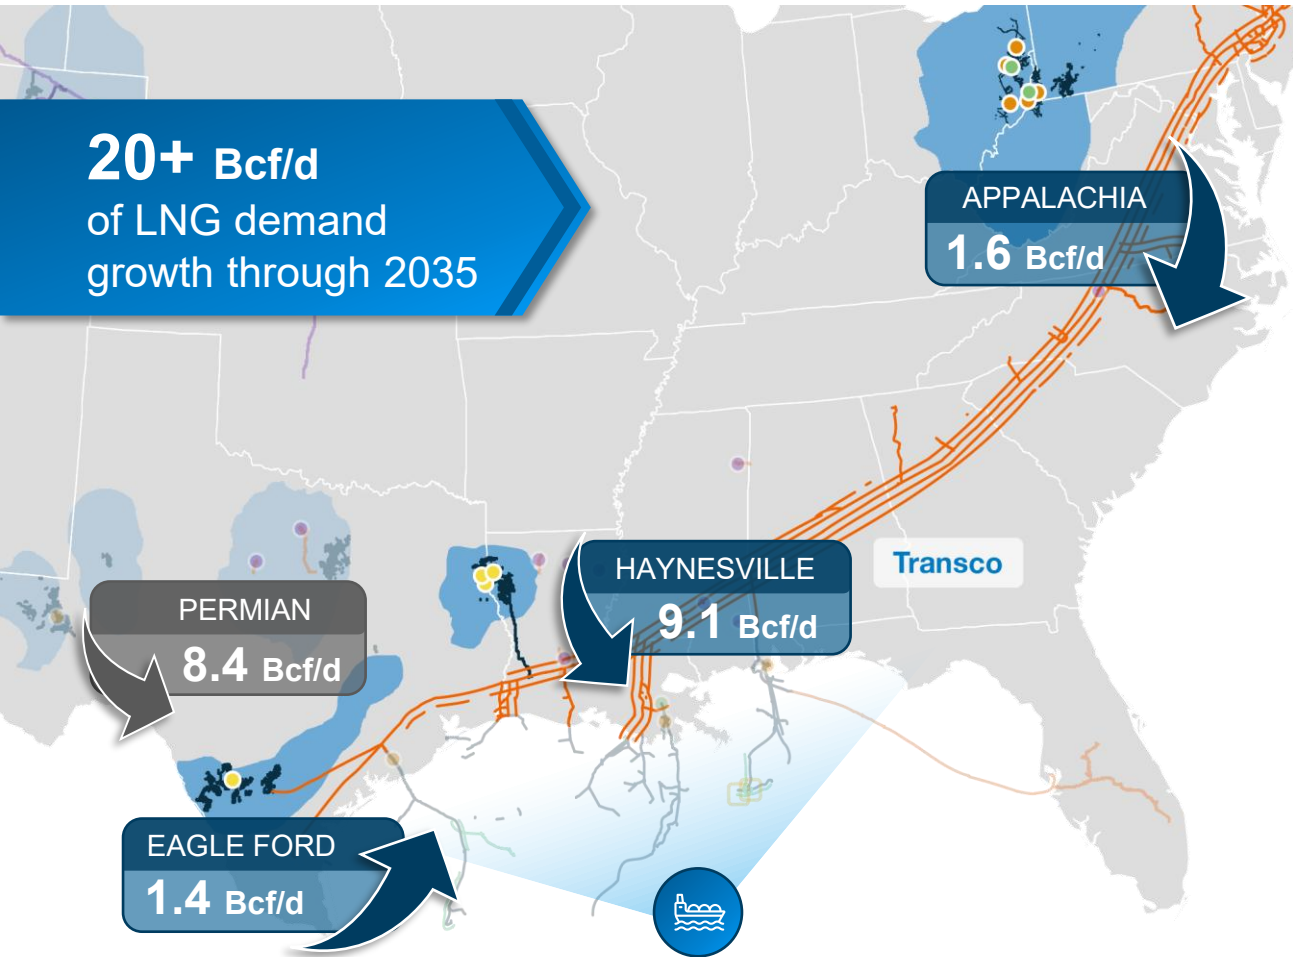 20+ Bcf/d
of LNG demand
growth through 2035
APPALACHIA
1.6 Bcf/d
Transco
HAYNESVILLE
9.1 Bcf/d
PERMIAN
8.4 Bcf/d
EAGLE FORD
1.4 Bcf/d